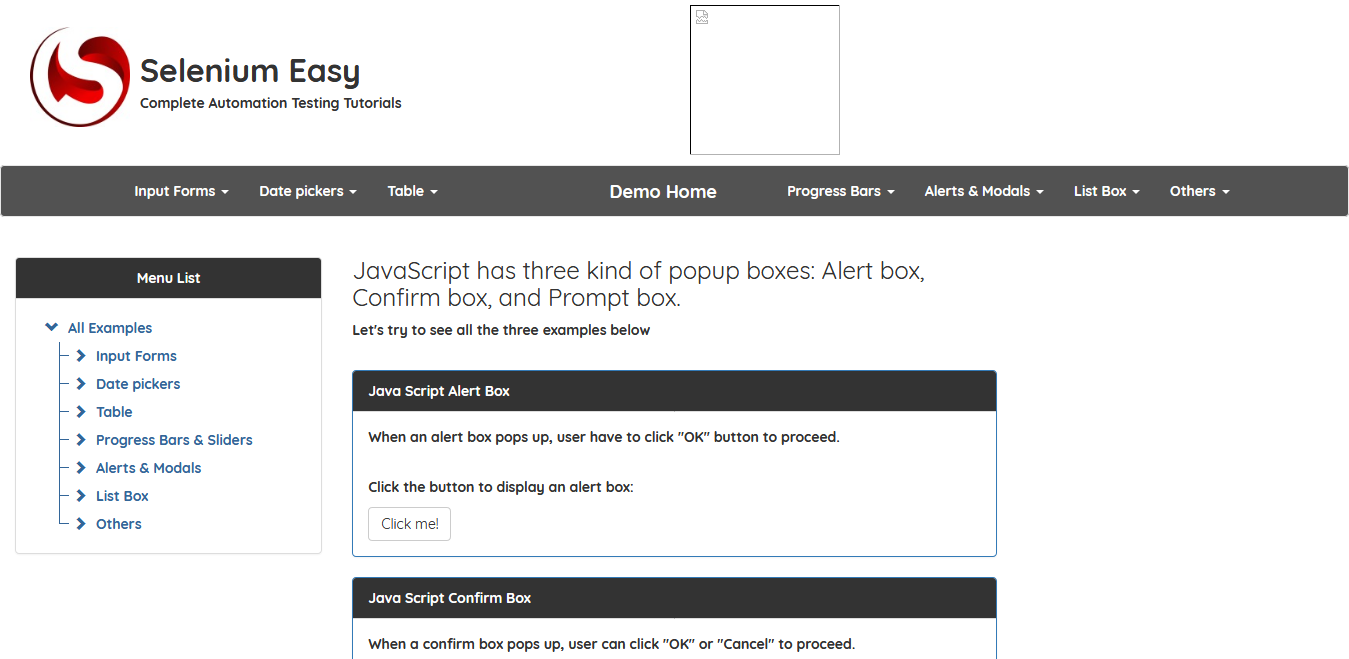 Selenium Easy
Complete Automation Testing Tutorials
Input Forms Date pickers Table Demo Home Progress Bars Alerts & Modals List Box Others
Menu List
All Examples
Input Forms
Date pickers
Table
Progress Bars & Sliders
Alerts & Modals
List Box
Others
JavaScript has three kind of popup boxes: Alert box,
Confirm box, and Prompt box.
Let's try to see all the three examples below
Java Script Alert Box
When an alert box pops up, user have to click "OK" button to proceed.
Click the button to display an alert box:
Click me!
Java Script Confirm Box
When a confirm box pops up, user can click "OK" or "Cancel" to proceed.